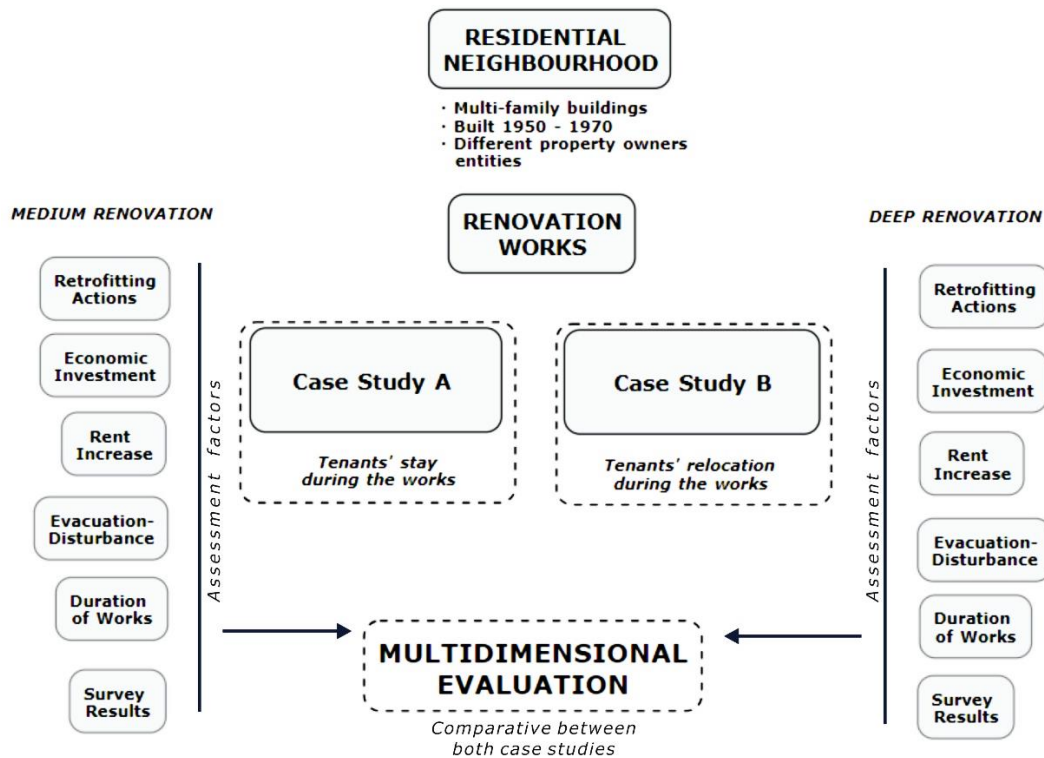 RESIDENTIAL
NEIGHBOURHOOD
· Multi-family buildings
· Built 1950 - 1970
· Different property owners
entities
MEDIUM RENOVATION
RENOVATION
WORKS
DEEP RENOVATION
Retrofitting
Actions
Economic
Investment
Rent
Increase
Evacuation-
Disturbance
Duration
of Works
Survey
Results
Assessment factors
Case Study A
Tenants' stay
during the works
Case Study B
Tenants' relocation
during the works
MULTIDIMENSIONAL
EVALUATION
Comparative between
both case studies
Assessment factors
Retrofitting
Actions
Economic
Investment
Rent
Increase
Evacuation-
Disturbance
Duration
of Works
Survey
Results